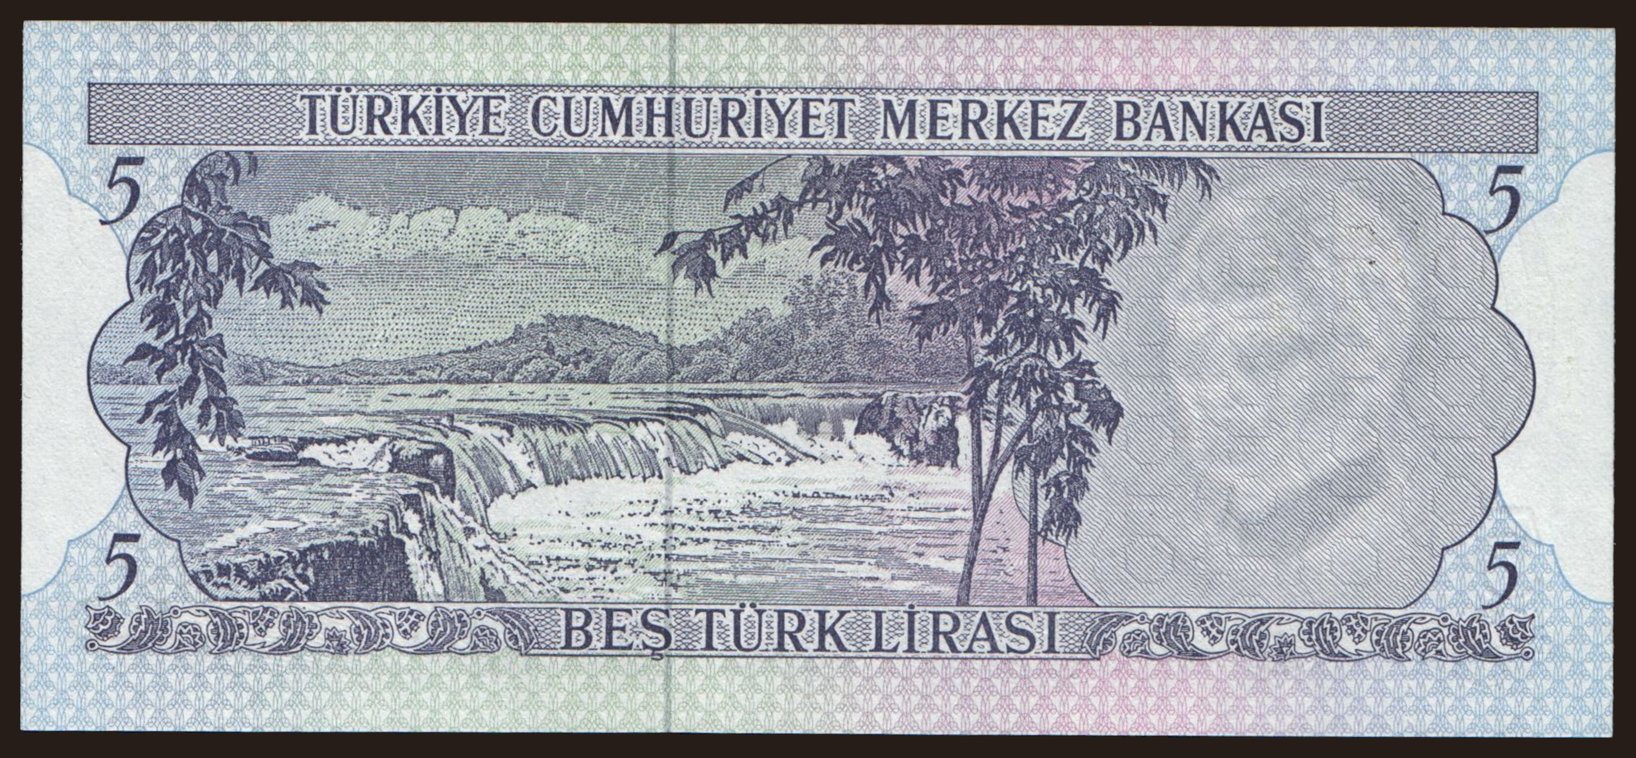 TÜRKİYE CUMHURİYET MERKEZ BANKASI
5 5
5 5
BEŞ TÜRK LİRASI